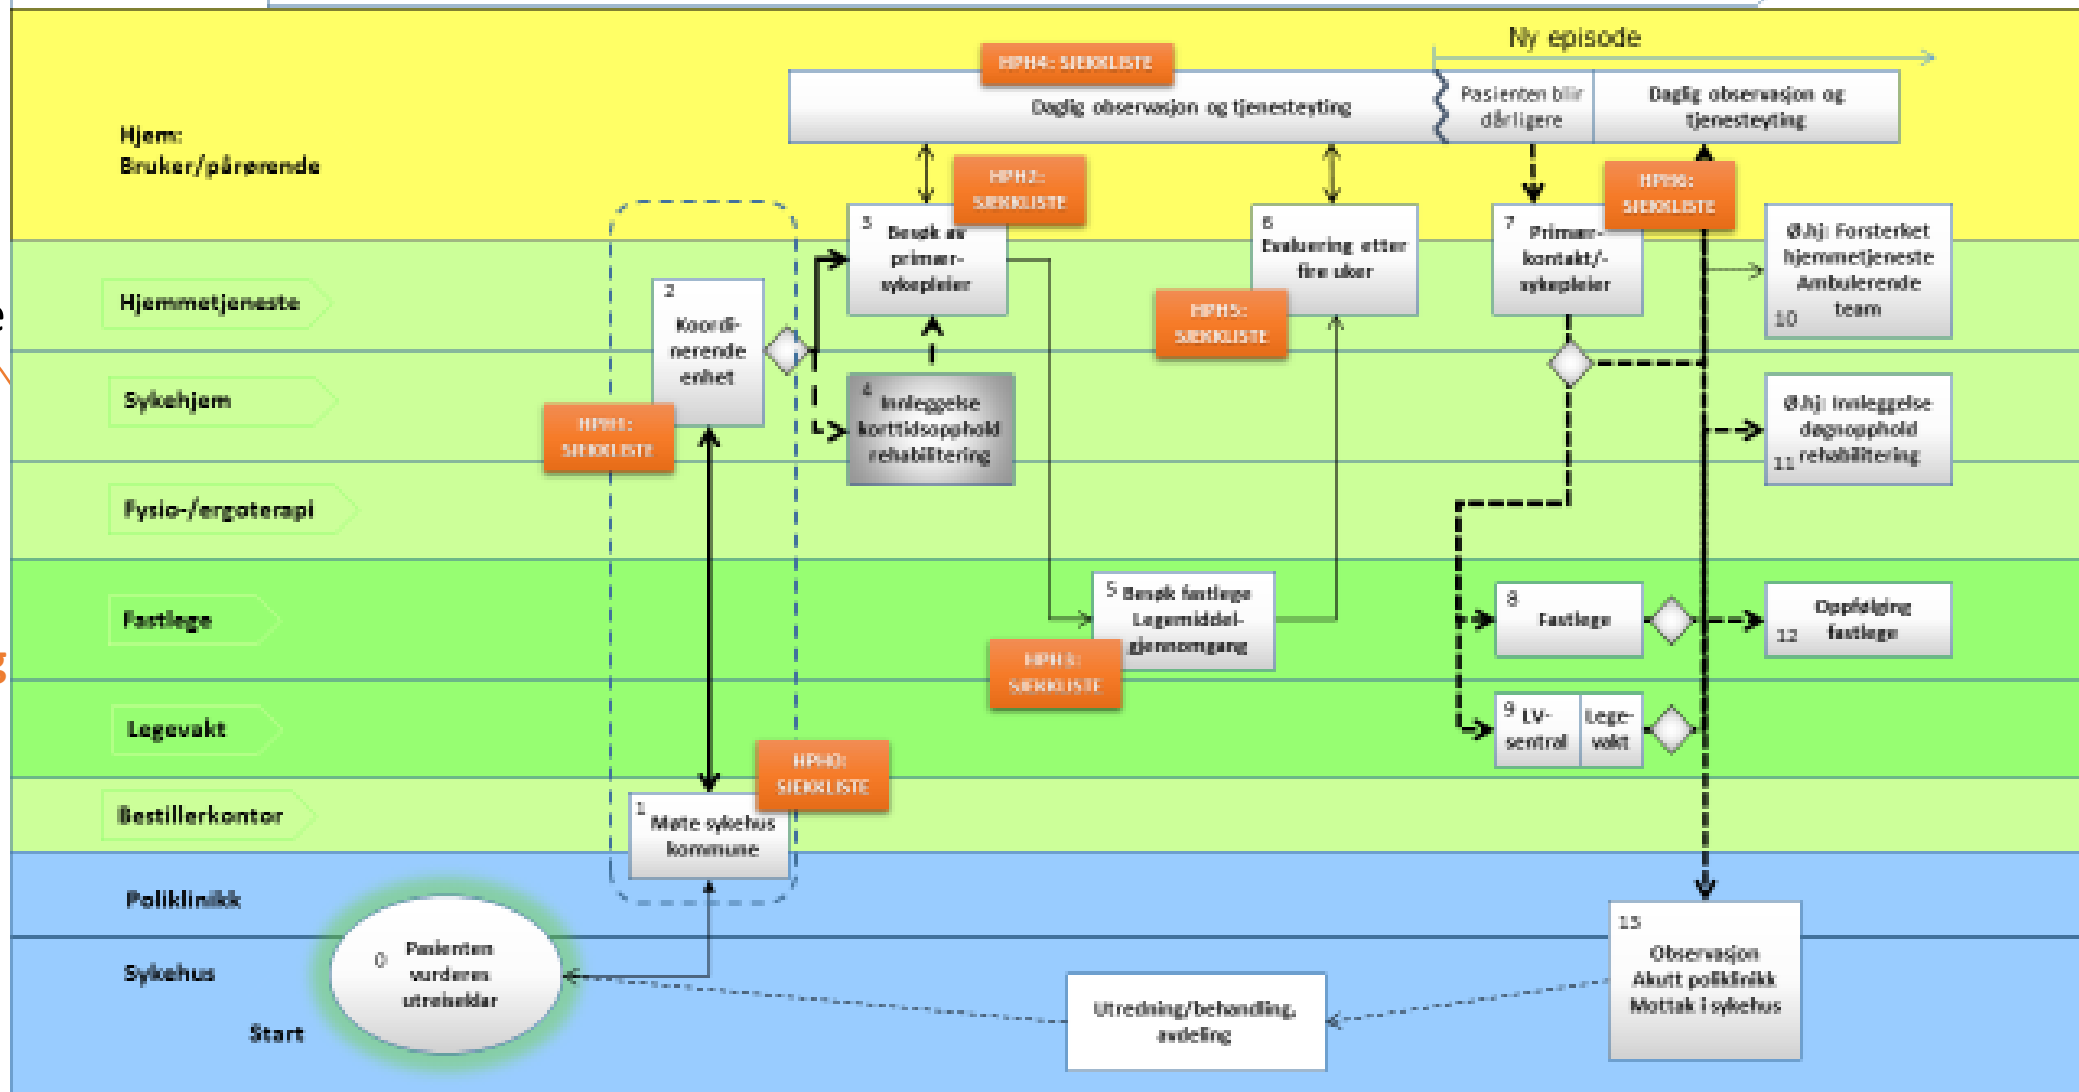 Ny episode
HPH4: SJEKKLISTE
Daglig observasjon og tjenesteyting
Pasienten blir
dårligere
Daglig observasjon og
tjenesteyting
Hjem:
Bruker/pårørende
HPH2:
SJEKKLISTE
HPH6:
SJEKKLISTE
3 Besøk av
primær-
sykepleier
6
Evaluering etter
fire uker
7 Primær-
kontakt/-
sykepleier
Ø.hj: Forsterket
hjemmetjeneste
Ambulerende
team
10
Hjemmetjeneste
2
Koordi-
nerende
enhet
HPH5:
SJEKKLISTE
Sykehjem
HPH1:
SJEKKLISTE
4 Innleggelse
korttidsopphold
rehabilitering
Ø.hj: Innleggelse
døgnopphold
11 rehabilitering
Fysio-/ergoterapi
Fastlege
5 Besøk fastlege
Legemiddel-
gjennomgang
HPH3:
SJEKKLISTE
8
Fastlege
Oppfølging
12 fastlege
Legevakt
9 LV-
sentral
Lege-
vakt
HPH0:
SJEKKLISTE
Bestillerkontor
1 Møte sykehus
kommune
Poliklinikk
Sykehus
0 Pasienten
vurderes
utreiseklar
Start
Utredning/behandling,
avdeling
13
Observasjon
Akutt poliklinikk
Mottak i sykehus
e
g